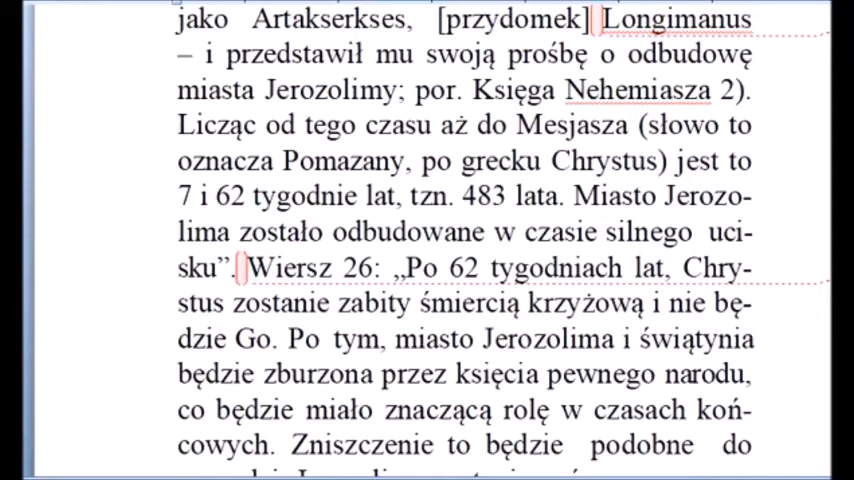 jako Artakserkses, [przydomek] Longimanus
– i przedstawił mu swoją prośbę o odbudowę
miasta Jerozolimy; por. Księga Nehemiasza 2).
Licząc od tego czasu aż do Mesjasza (słowo to
oznacza Pomazany, po grecku Chrystus) jest to
7 i 62 tygodnie lat, tzn. 483 lata. Miasto Jerozo-
lima zostało odbudowane w czasie silnego uci-
sku”. Wiersz 26: „Po 62 tygodniach lat, Chry-
stus zostanie zabity śmiercią krzyżową i nie bę-
dzie Go. Po tym, miasto Jerozolima i świątynia
będzie zburzona przez księcia pewnego narodu,
co będzie miało znaczącą rolę w czasach koń-
cowych. Zniszczenie to będzie podobne do